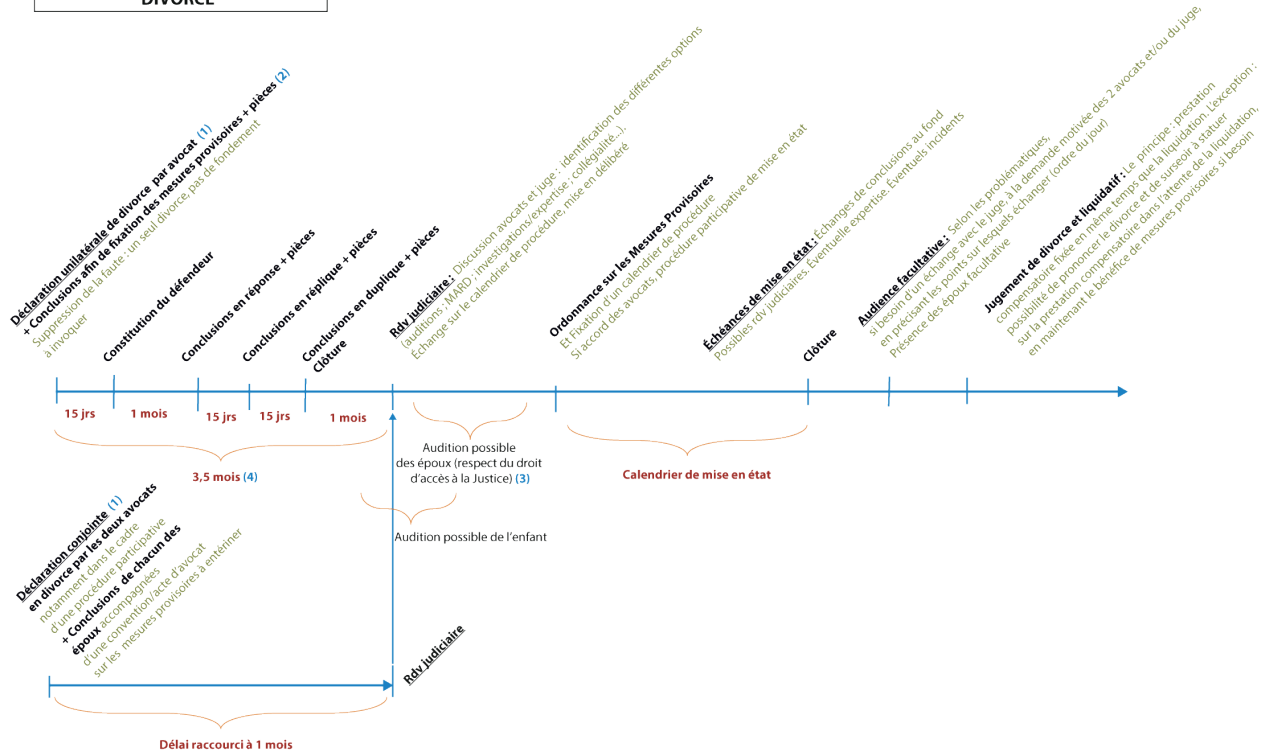 DIVORCE
Déclaration unilatérale de divorce par avocat (1)
+ Conclusions afin de fixation des mesures provisoires + pièces (2)
Suppression de la faute : un seul divorce, pas de fondement
à invoquer
Constitution du défendeur
Conclusions en réponse + pièces
Conclusions en réplique + pièces
Conclusions en duplique + pièces
Clôture
Rdv judiciaire : Discussion avocats et juge : identification des différentes options
(auditions ; MARD ; investigations/expertise ; collégialité...).
Échange sur le calendrier de procédure, mise en délibéré
Ordonnance sur les Mesures Provisoires
Et Fixation d'un calendrier de procédure
Si accord des avocats, procédure participative de mise en état
Échéances de mise en état : Échanges de conclusions au fond
Possibles rdv judiciaires. Éventuelle expertise. Éventuels incidents
Clôture
Audience facultative : Selon les problématiques,
si besoin d'un échange avec le juge, à la demande motivée des 2 avocats et/ou du juge,
en précisant les points sur lesquels échanger (ordre du jour)
Présence des époux facultative
Jugement de divorce et liquidatif : Le principe : prestation
compensatoire fixée en même temps que la liquidation. L'exception :
possibilité de prononcer le divorce et de surseoir à statuer
sur la prestation compensatoire dans l'attente de la liquidation,
en maintenant le bénéfice de mesures provisoires si besoin
15 jrs
1 mois
15 jrs
15 jrs
1 mois
3,5 mois (4)
Audition possible
des époux (respect du droit
d'accès à la Justice) (3)
Calendrier de mise en état
Audition possible de l'enfant
Déclaration conjointe (1)
en divorce par les deux avocats
notamment dans le cadre
d'une procédure participative
+ Conclusions de chacun des
époux accompagnées
d'une convention/acte d'avocat
sur les mesures provisoires à entériner
Rdv judiciaire
Délai raccourci à 1 mois